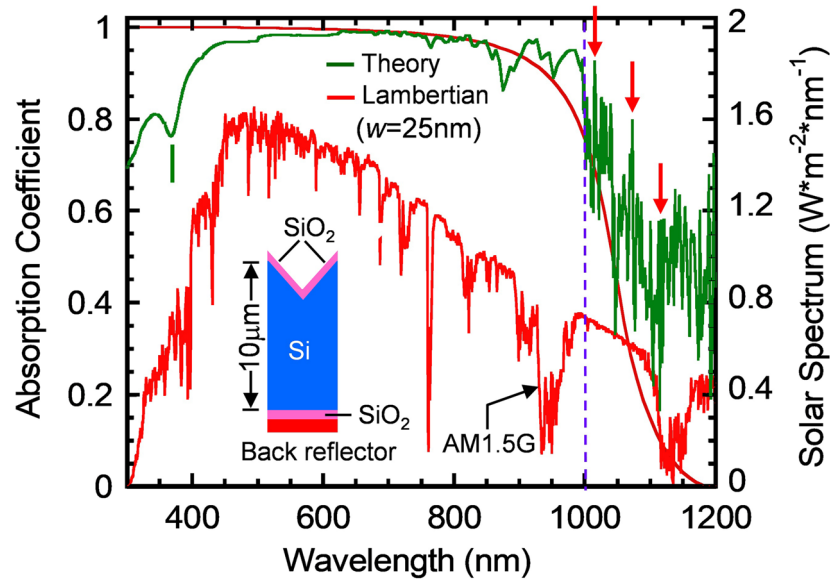 1
0.8
0.6
0.4
0.2
0
Absorption Coefficient
2
1.6
1.2
0.8
0.4
0
Solar Spectrum (W*m-2*nm-1)
Theory
Lambertian
(w=25nm)
SiO2
10μm
Si
SiO2
Back reflector
AM1.5G
400
600
800
1000
1200
Wavelength (nm)